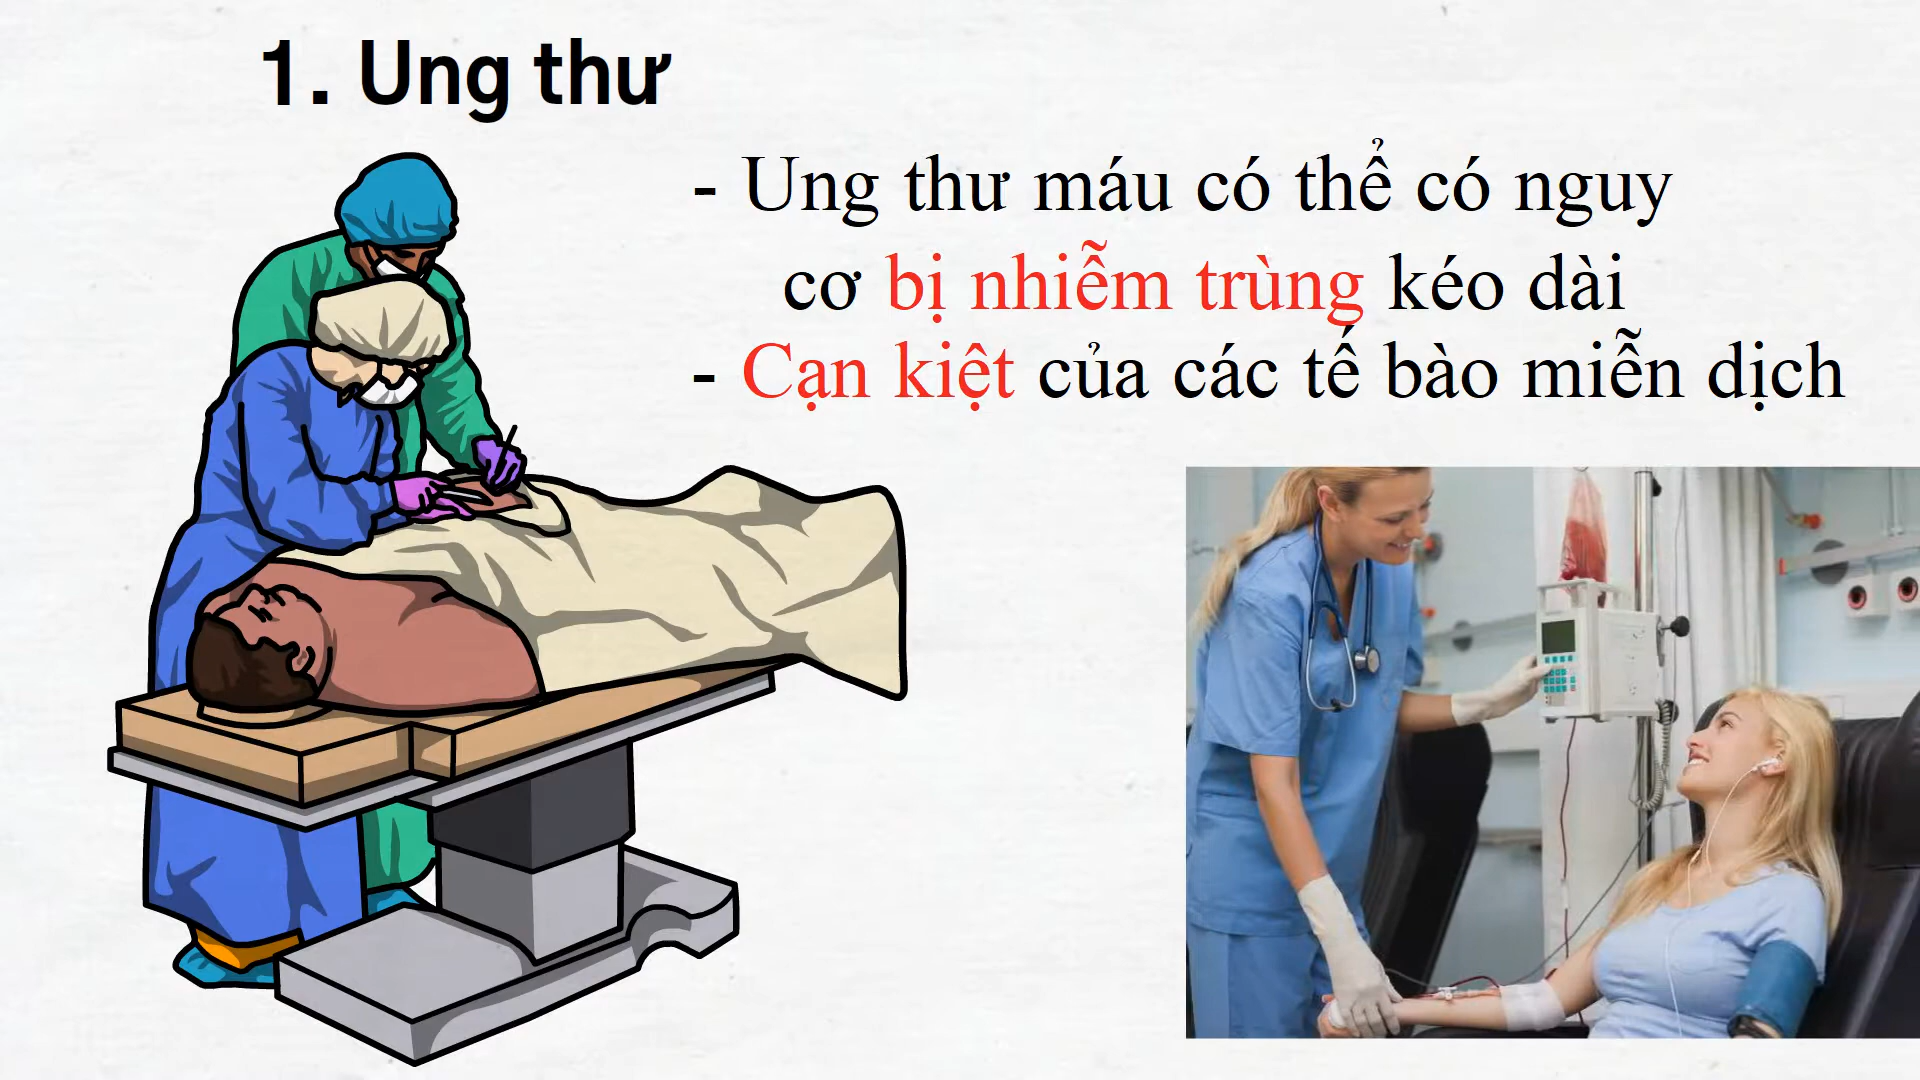 1. Ung thư
- Ung thư máu có thể có nguy
cơ bị nhiễm trùng kéo dài
- Cạn kiệt của các tế bào miễn dịch